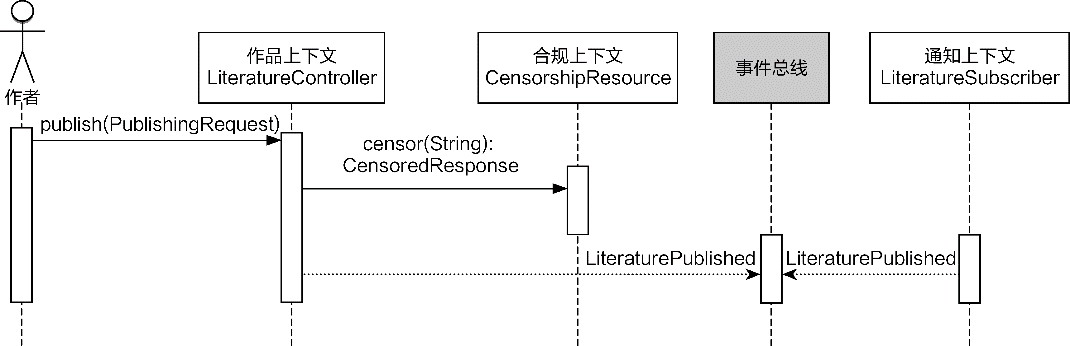 作者
作品上下文
LiteratureController
合规上下文
CensorshipResource
事件总线
通知上下文
LiteratureSubscriber
publish(PublishingRequest)
censor(String):
CensoredResponse
LiteraturePublished
LiteraturePublished